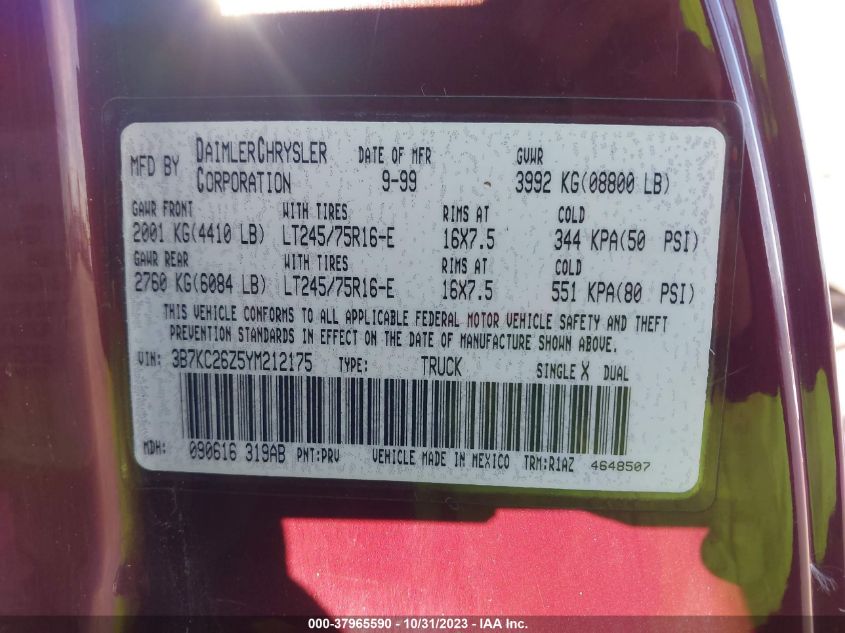 MFD BY DAIMLERCHRYSLER CORPORATION DATE OF MFR 9-99 GVWR 3992 KG(08800 LB)
GAWR FRONT WITH TIRES RIMS AT COLD
2001 KG(4410 LB) LT245/75R16-E 16X7.5 344 KPA(50 PSI)
GAWR REAR WITH TIRES RIMS AT COLD
2760 KG(6084 LB) LT245/75R16-E 16X7.5 551 KPA(80 PSI)
THIS VEHICLE CONFORMS TO ALL APPLICABLE FEDERAL MOTOR VEHICLE SAFETY AND THEFT
PREVENTION STANDARDS IN EFFECT ON THE DATE OF MANUFACTURE SHOWN ABOVE.
VIN: 3B7KC26Z5YM212175 TYPE: TRUCK SINGLE X DUAL
MDH: 090616 319AB PNT:PRV VEHICLE MADE IN MEXICO TRM:R1AZ 4648507
000-37965590 - 10/31/2023 - IAA Inc.